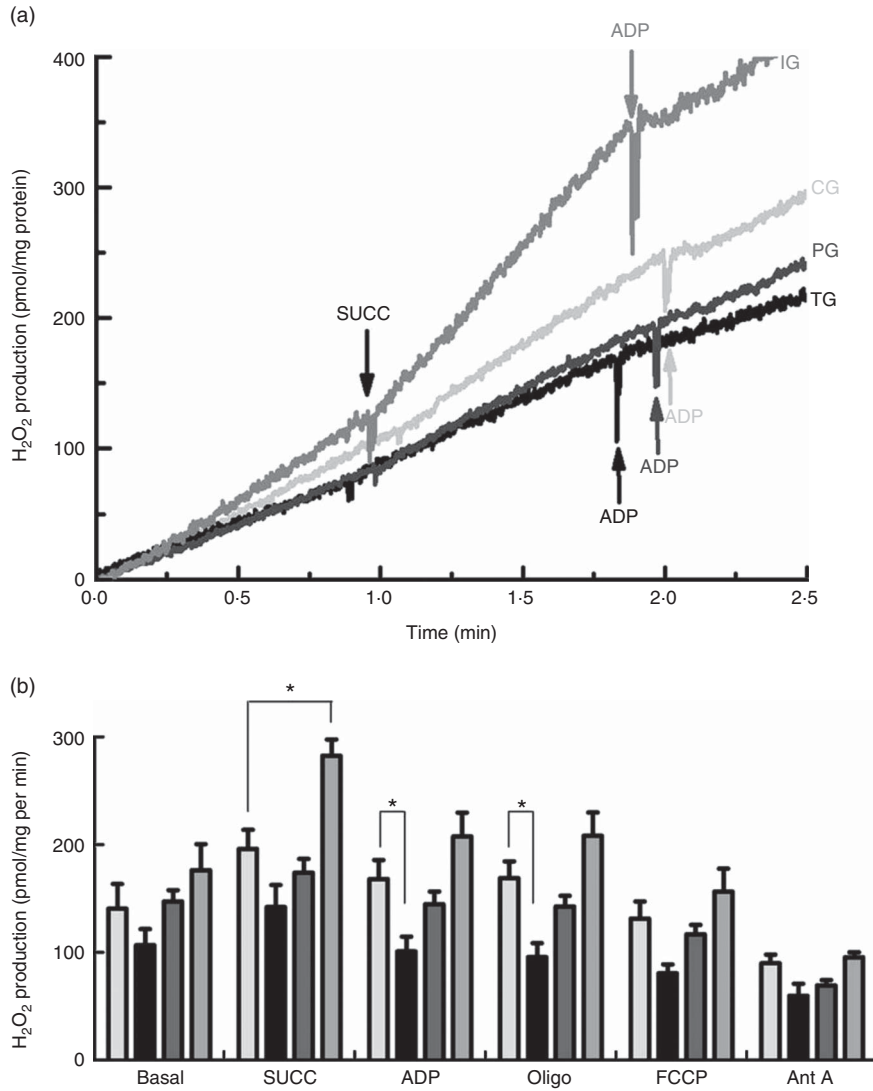 (a)
ADP
400
IG
300
CG
H₂O₂ production (pmol/mg protein)
PG
SUCC
TG
200
ADP
100
ADP
ADP
0
0·0
0·5
1·0
1·5
2·0
2·5
Time (min)
(b)
*
300
*
*
H₂O₂ production (pmol/mg per min)
200
100
0
Basal
SUCC
ADP
Oligo
FCCP
Ant A